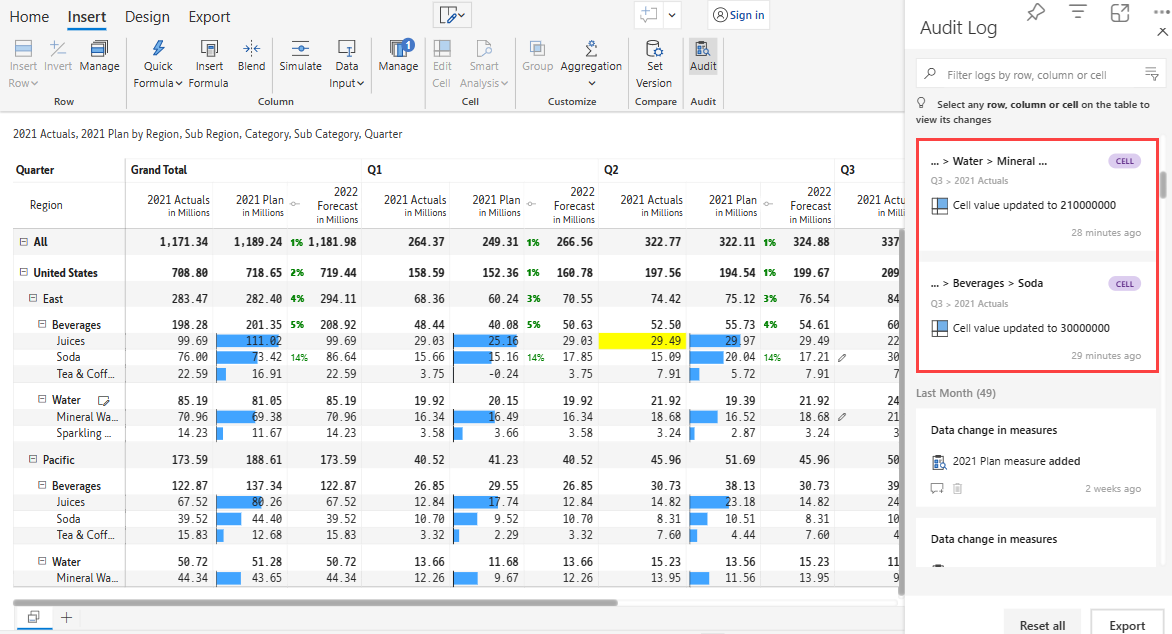 Home Insert Design Export
Sign in
Insert Row Invert Manage
Row
Quick Formula Insert Formula Blend Simulate Data Input
Column
Manage 1
Edit Cell Smart Analysis
Cell
Group Aggregation
Customize
Set Version
Compare
Audit
Audit
2021 Actuals, 2021 Plan by Region, Sub Region, Category, Sub Category, Quarter
Quarter Grand Total Q1 Q2 Q3
Region 2021 Actuals in Millions 2021 Plan in Millions 2022 Forecast in Millions 2021 Actuals in Millions 2021 Plan in Millions 2022 Forecast in Millions 2021 Actuals in Millions 2021 Plan in Millions 2022 Forecast in Millions 2021 Actu in Milli
All 1,171.34 1,189.24 1% 1,181.98 264.37 249.31 1% 266.56 322.77 322.11 1% 324.88 337
United States 708.80 718.65 2% 719.44 158.59 152.36 1% 160.78 197.56 194.54 1% 199.67 209
East 283.47 282.40 4% 294.11 68.36 60.24 3% 70.55 74.42 75.12 3% 76.54 84
Beverages 198.28 201.35 5% 208.92 48.44 40.08 5% 50.63 52.50 55.73 4% 54.61 60
Juices 99.69 111.02 99.69 29.03 25.16 29.03 29.49 29.97 29.49 22
Soda 76.00 73.42 14% 86.64 15.66 15.16 14% 17.85 15.09 20.04 14% 17.21 30
Tea & Coff... 22.59 16.91 22.59 3.75 -0.24 3.75 7.91 5.72 7.91 7
Water 85.19 81.05 85.19 19.92 20.15 19.92 21.92 19.39 21.92 24
Mineral Wa... 70.96 69.38 70.96 16.34 16.49 16.34 18.68 16.52 18.68 21
Sparkling ... 14.23 11.67 14.23 3.58 3.66 3.58 3.24 2.87 3.24 3
Pacific 173.59 188.61 173.59 40.52 41.23 40.52 45.96 51.69 45.96 50
Beverages 122.87 137.34 122.87 26.85 29.55 26.85 30.73 38.13 30.73 39
Juices 67.52 80.26 67.52 12.84 17.74 12.84 14.82 23.18 14.82 24
Soda 39.52 44.40 39.52 10.70 9.52 10.70 8.31 10.51 8.31 10
Tea & Coff... 15.83 12.68 15.83 3.32 2.29 3.32 7.60 4.44 7.60 4
Water 50.72 51.28 50.72 13.66 11.68 13.66 15.23 13.56 15.23 11
Mineral Wa... 44.34 43.65 44.34 12.26 9.67 12.26 13.95 11.56 13.95 9
Audit Log
Filter logs by row, column or cell
Select any row, column or cell on the table to
view its changes
... > Water > Mineral ... CELL
Q3 > 2021 Actuals
Cell value updated to 210000000
28 minutes ago
... > Beverages > Soda CELL
Q3 > 2021 Actuals
Cell value updated to 30000000
29 minutes ago
Last Month (49)
Data change in measures
2021 Plan measure added
2 weeks ago
Data change in measures
Reset all Export